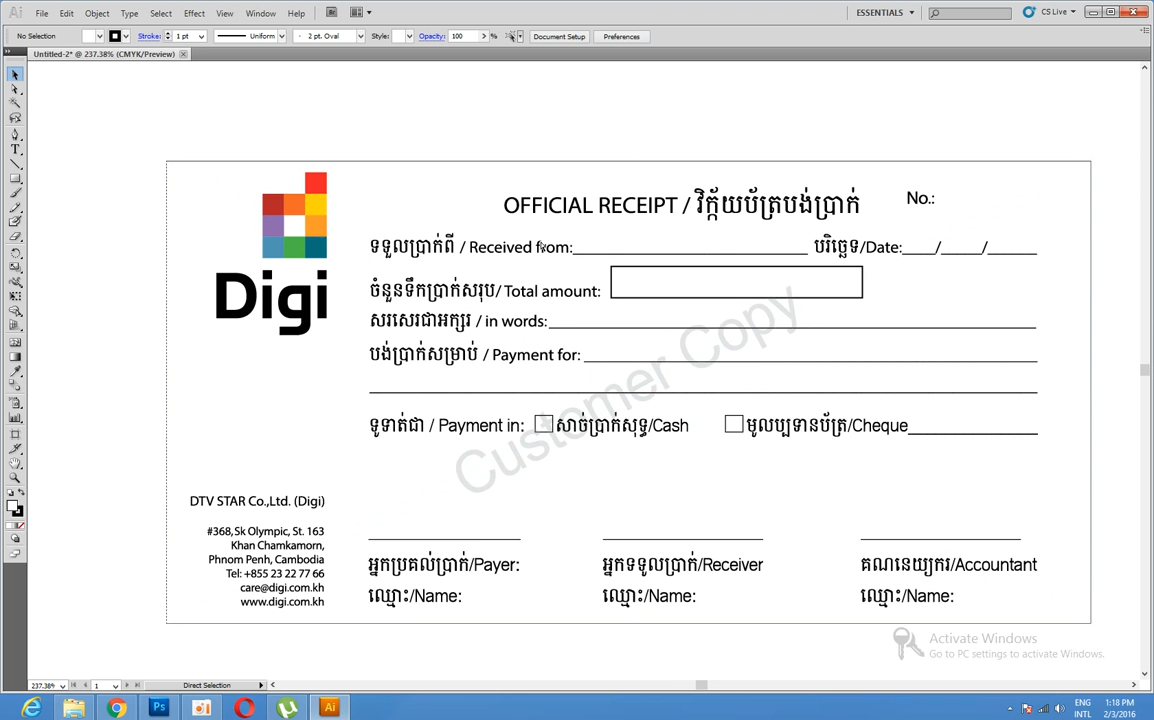 Ai File Edit Object Type Select Effect View Window Help Br ESSENTIALS CS Live
No Selection Stroke: 1 pt Uniform 2 pt. Oval Style: Opacity: 100 % Document Setup Preferences
Untitled-2* @ 237.38% (CMYK/Preview)
Digi
OFFICIAL RECEIPT / វិក្ក័យប័ត្របង់ប្រាក់ No.:
ទទួលប្រាក់ពី / Received from:
បរិច្ឆេទ/Date:____/_____/______
ចំនួនទឹកប្រាក់សរុប/ Total amount:
សរសេរជាអក្សរ / in words:
បង់ប្រាក់សម្រាប់ / Payment for:
ទូទាត់ជា / Payment in: សាច់ប្រាក់សុទ្ធ/Cash មូលប្បទានប័ត្រ/Cheque
Customer Copy
DTV STAR Co.,Ltd. (Digi)
#368,Sk Olympic, St. 163
Khan Chamkamorn,
Phnom Penh, Cambodia
Tel: +855 23 22 77 66
care@digi.com.kh
www.digi.com.kh
អ្នកប្រគល់ប្រាក់/Payer: អ្នកទទួលប្រាក់/Receiver គណនេយ្យករ/Accountant
ឈ្មោះ/Name: ឈ្មោះ/Name: ឈ្មោះ/Name:
Activate Windows
Go to PC settings to activate Windows.
237.38% 1 Direct Selection
Ps Ai ENG 1:18 PM
INTL 2/3/2016